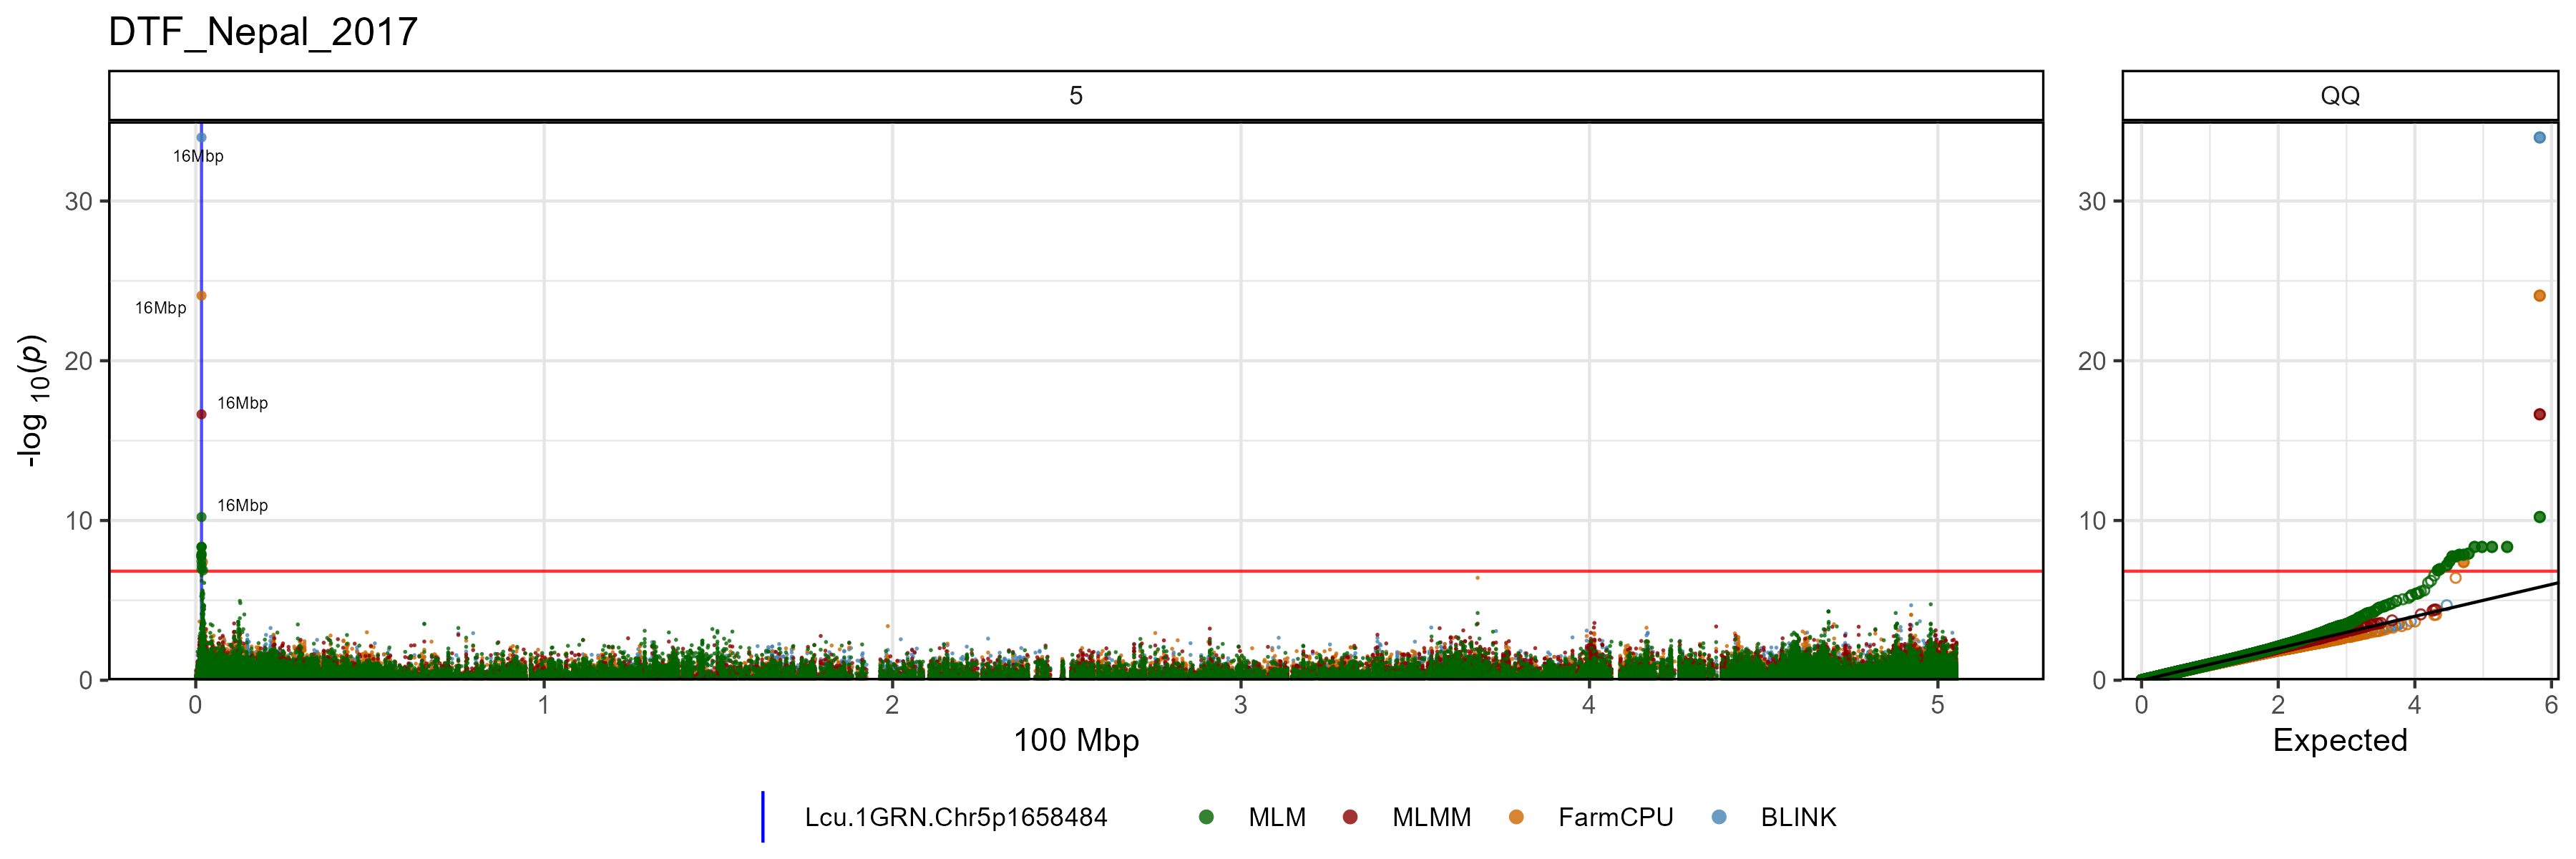 DTF_Nepal_2017
5
QQ
-log 10(p)
30
20
10
0
16Mbp
16Mbp
16Mbp
16Mbp
0 1 2 3 4 5
100 Mbp
30
20
10
0
0 2 4 6
Expected
Lcu.1GRN.Chr5p1658484 MLM MLMM FarmCPU BLINK